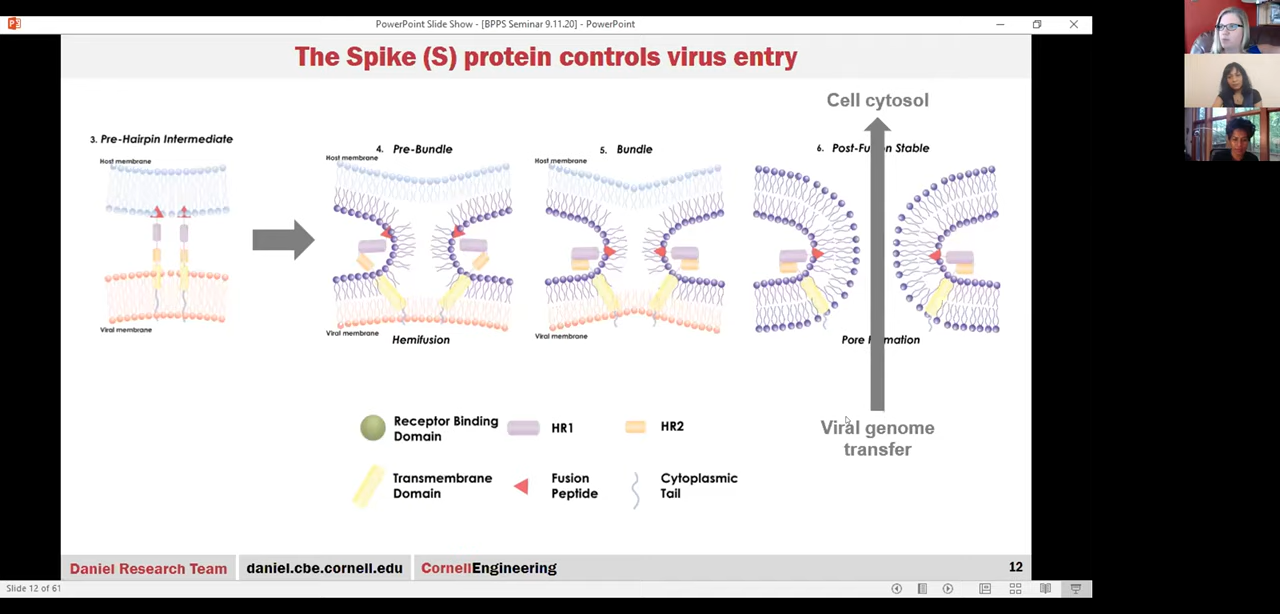 PowerPoint Slide Show - [BPPS Seminar 9.11.20] - PowerPoint
The Spike (S) protein controls virus entry
Cell cytosol
3. Pre-Hairpin Intermediate
Host membrane
Viral membrane
4. Pre-Bundle
Host membrane
Viral membrane
Hemifusion
5. Bundle
Host membrane
Viral membrane
6. Post-Fu n Stable
Pore mation
Viral genome
transfer
Receptor Binding
Domain
HR1
HR2
Transmembrane
Domain
Fusion
Peptide
Cytoplasmic
Tail
Daniel Research Team
daniel.cbe.cornell.edu
CornellEngineering
12
Slide 12 of 61